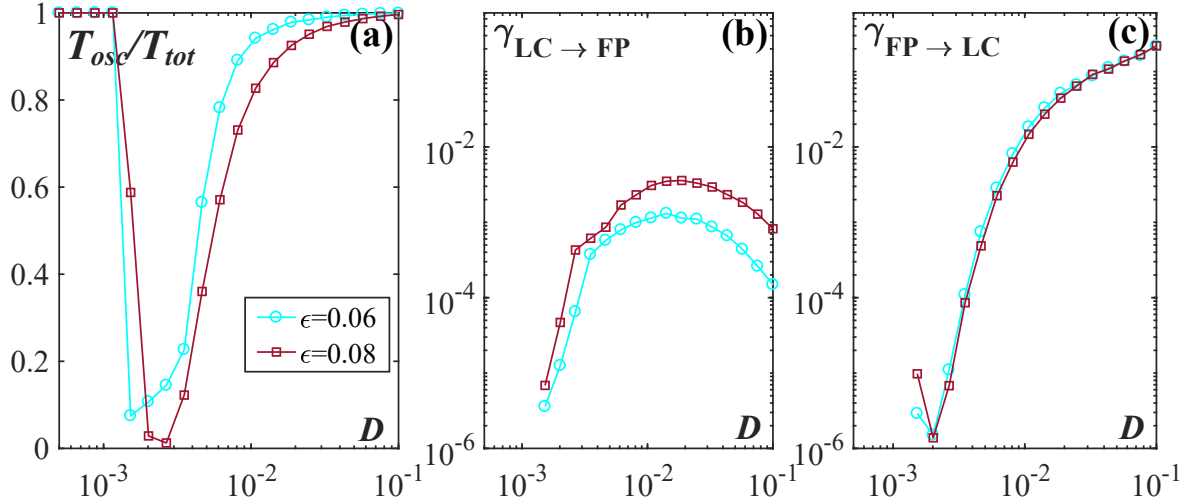 1
0.8
0.6
0.4
0.2
0
T_osc/T_tot
(a)
ϵ=0.06
ϵ=0.08
D
10^-3
10^-2
10^-1
γ_LC → FP
(b)
10^-2
10^-4
10^-6
D
10^-3
10^-2
10^-1
γ_FP → LC
(c)
10^-2
10^-4
10^-6
D
10^-3
10^-2
10^-1